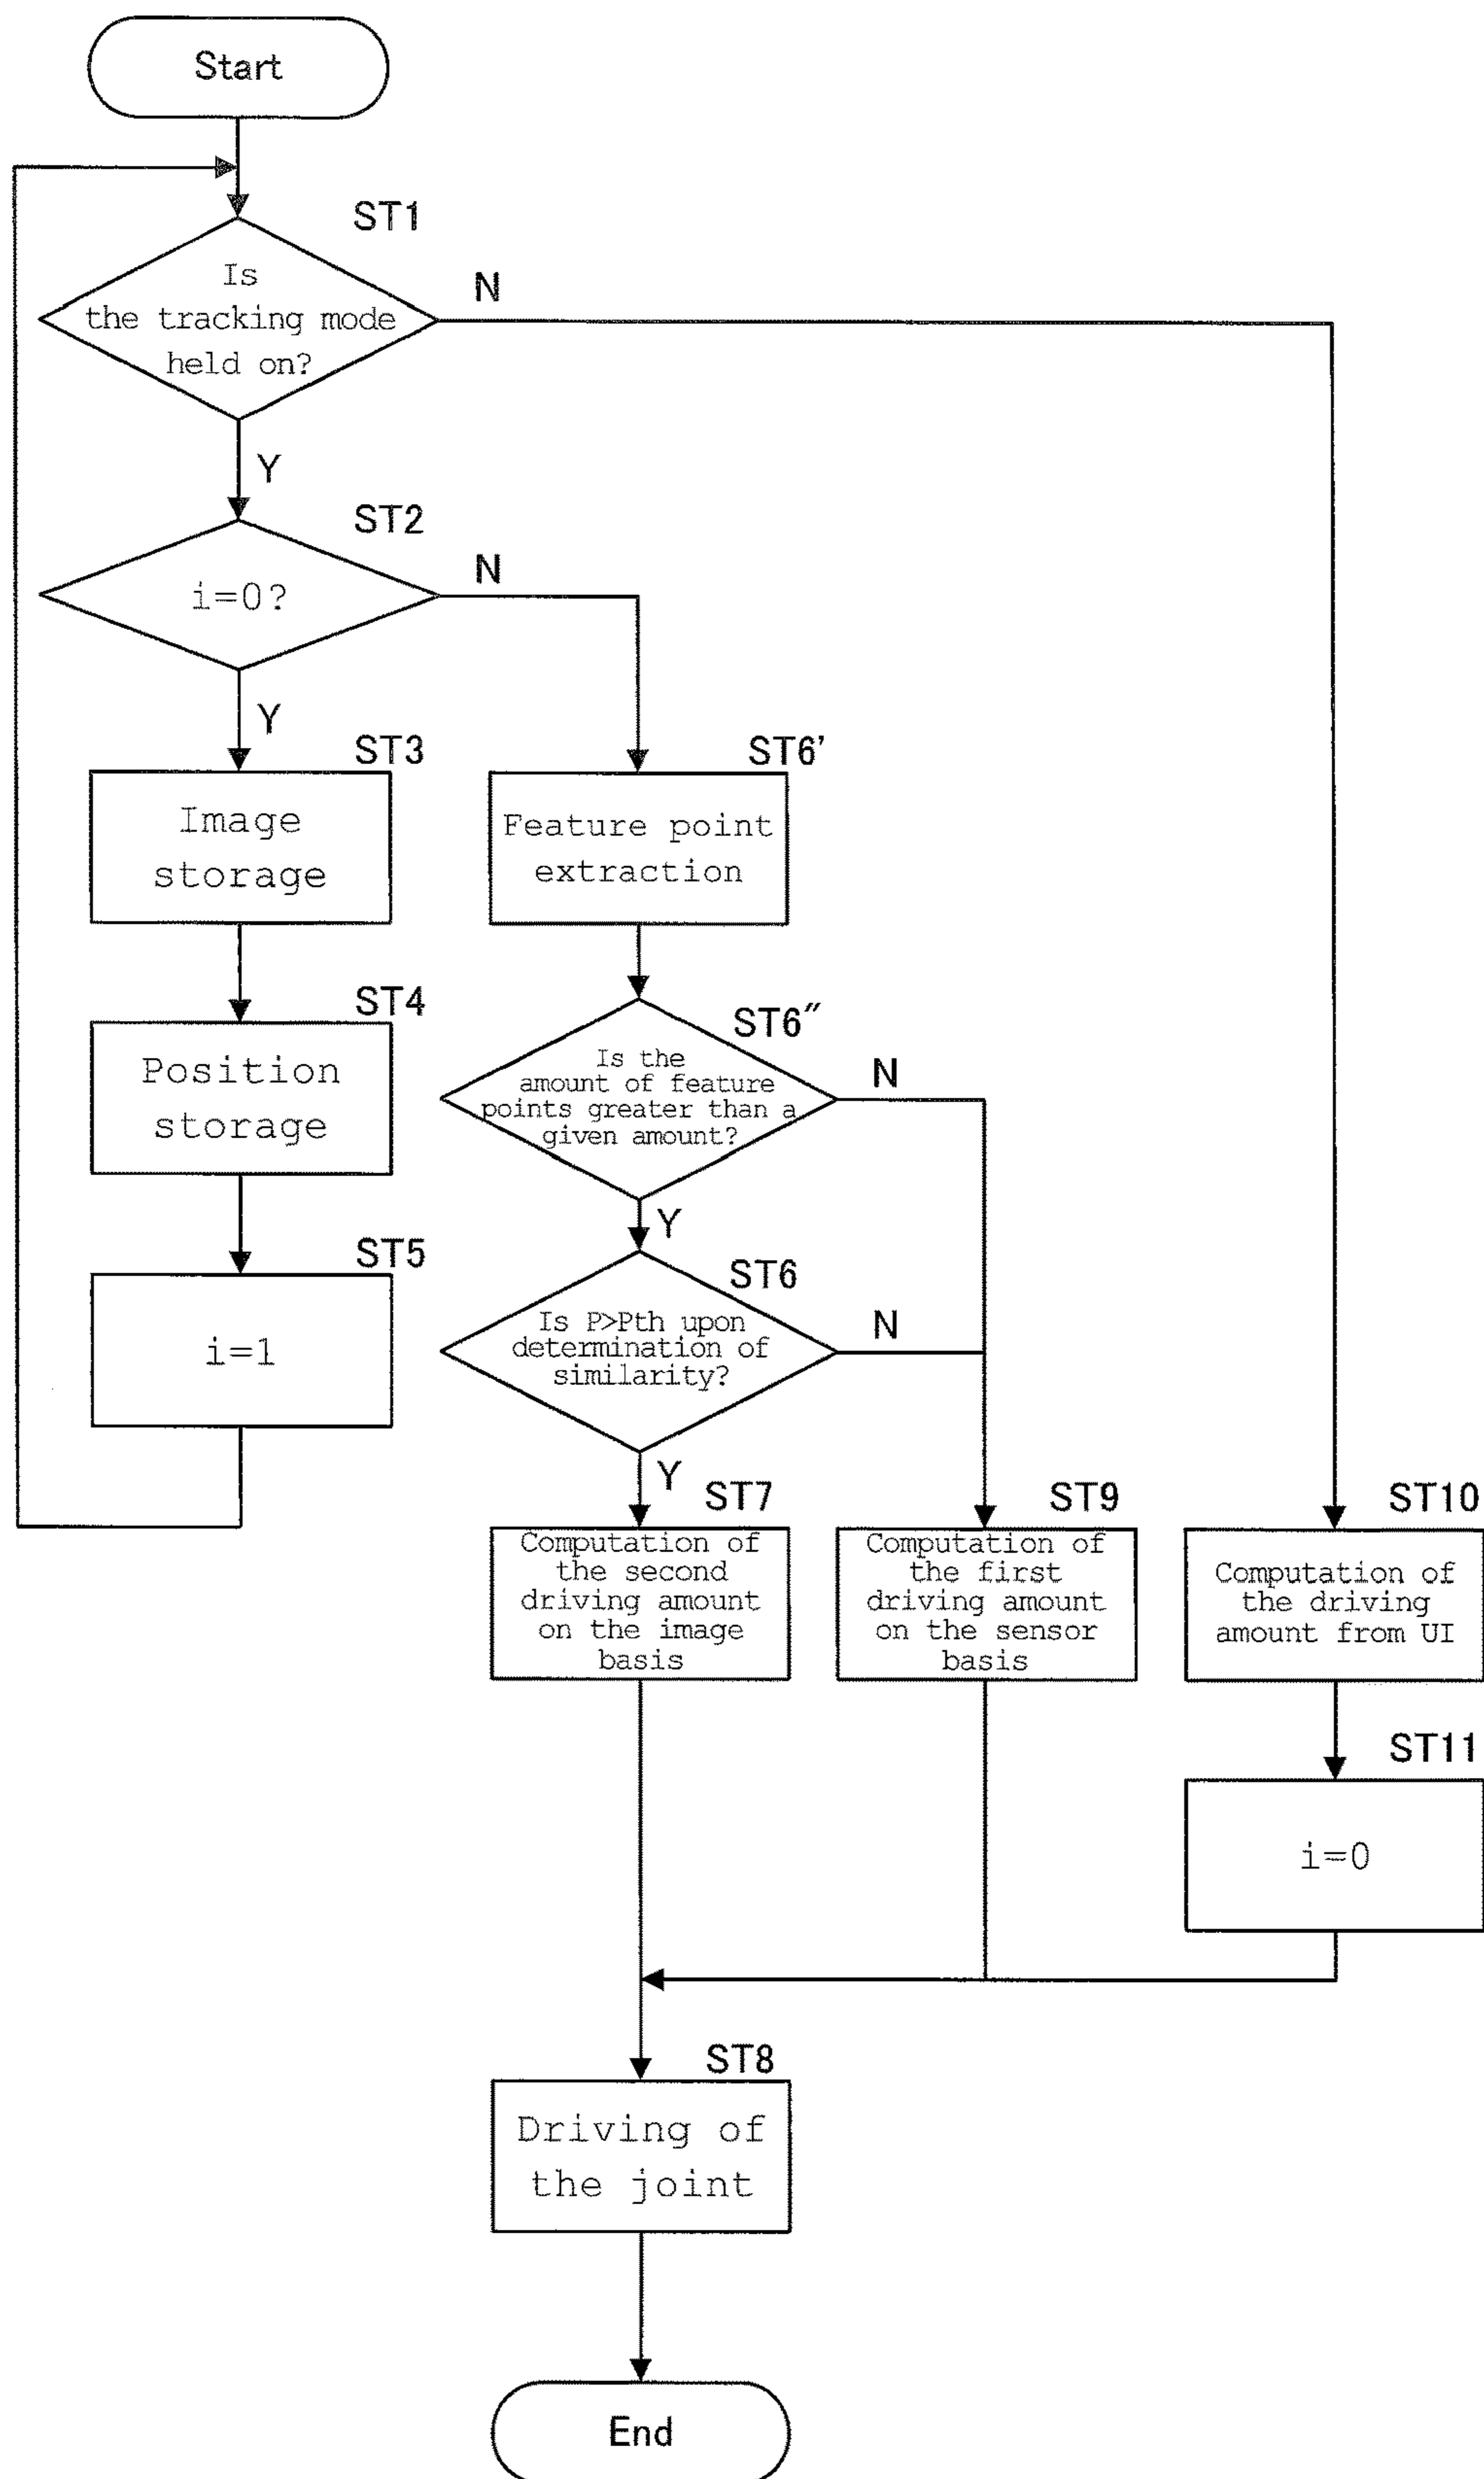 Start
ST1
Is
the tracking mode
held on?
N
Y
ST2
i=0?
N
Y
ST3
Image
storage
ST6'
Feature point
extraction
ST4
Position
storage
ST6"
Is the
amount of feature
points greater than a
given amount?
N
Y
ST5
i=1
ST6
Is P>Pth upon
determination of
similarity?
N
Y
ST7
Computation of
the second
driving amount
on the image
basis
ST9
Computation of
the first
driving amount
on the sensor
basis
ST10
Computation of
the driving
amount from UI
ST11
i=0
ST8
Driving of
the joint
End